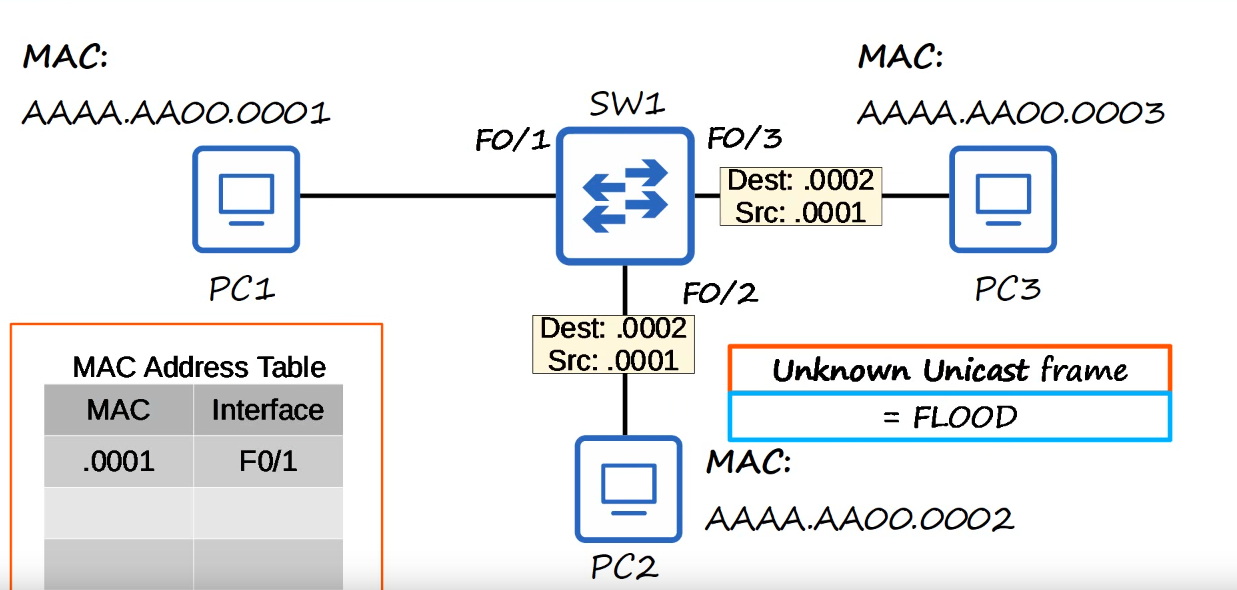 MAC:
AAAA.AA00.0001
MAC:
AAAA.AA00.0003
SW1
F0/1
F0/3
Dest: .0002
Src: .0001
PC1
PC3
F0/2
Dest: .0002
Src: .0001
MAC Address Table
MAC Interface
.0001 F0/1
Unknown Unicast frame
= FLOOD
MAC:
AAAA.AA00.0002
PC2